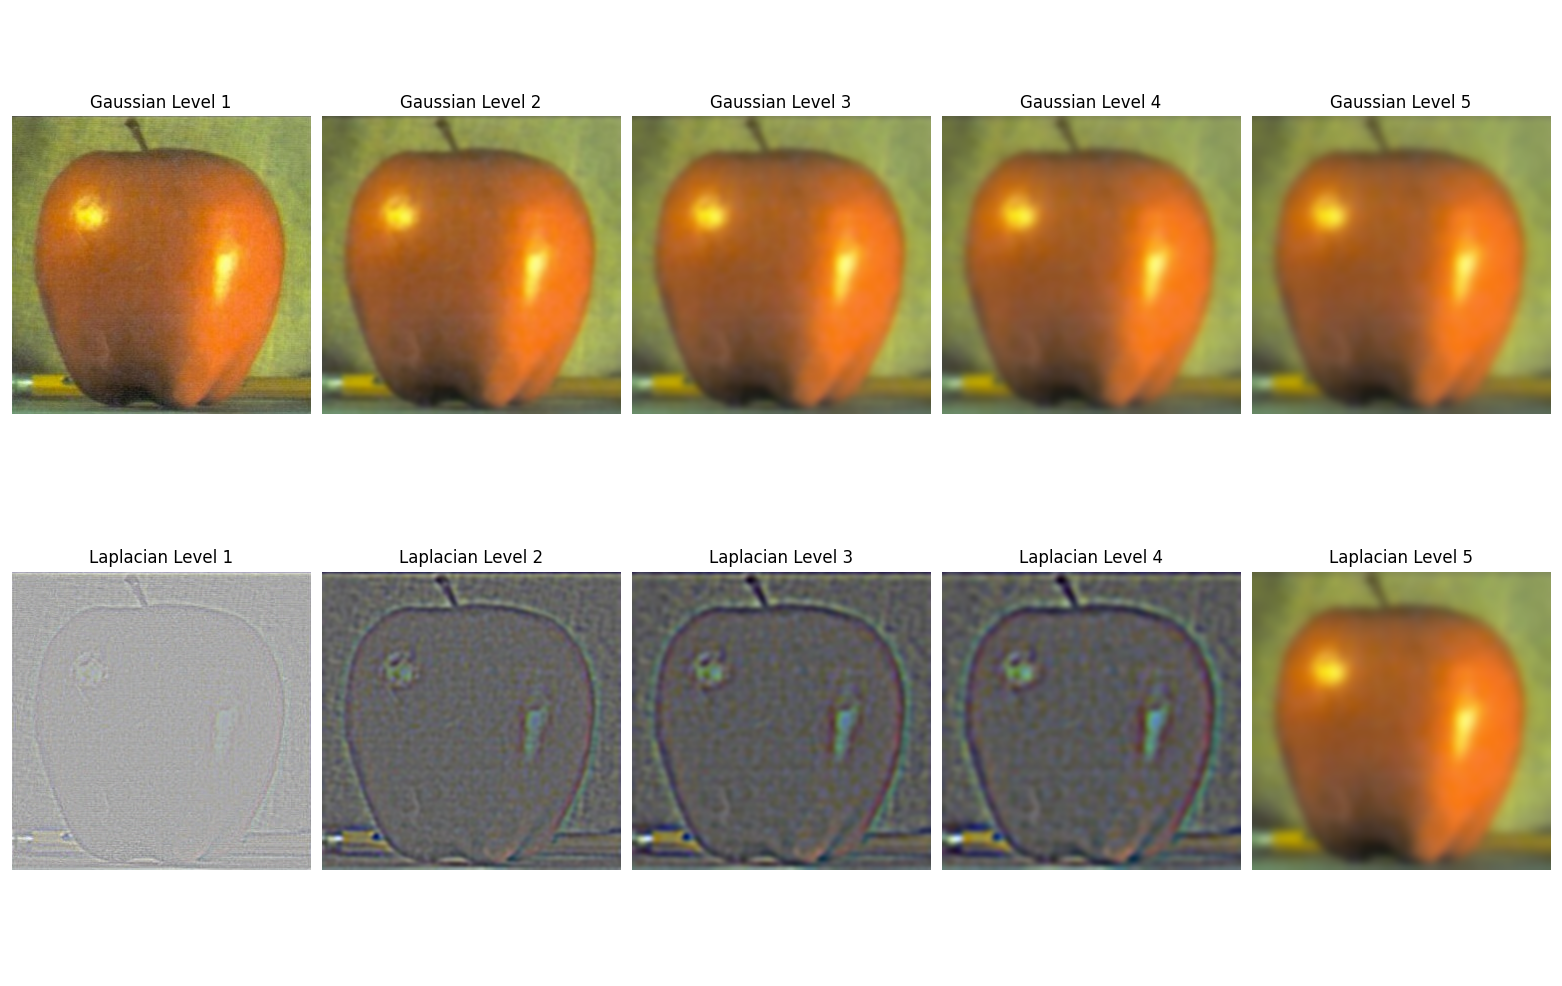 Gaussian Level 1
Gaussian Level 2
Gaussian Level 3
Gaussian Level 4
Gaussian Level 5
Laplacian Level 1
Laplacian Level 2
Laplacian Level 3
Laplacian Level 4
Laplacian Level 5